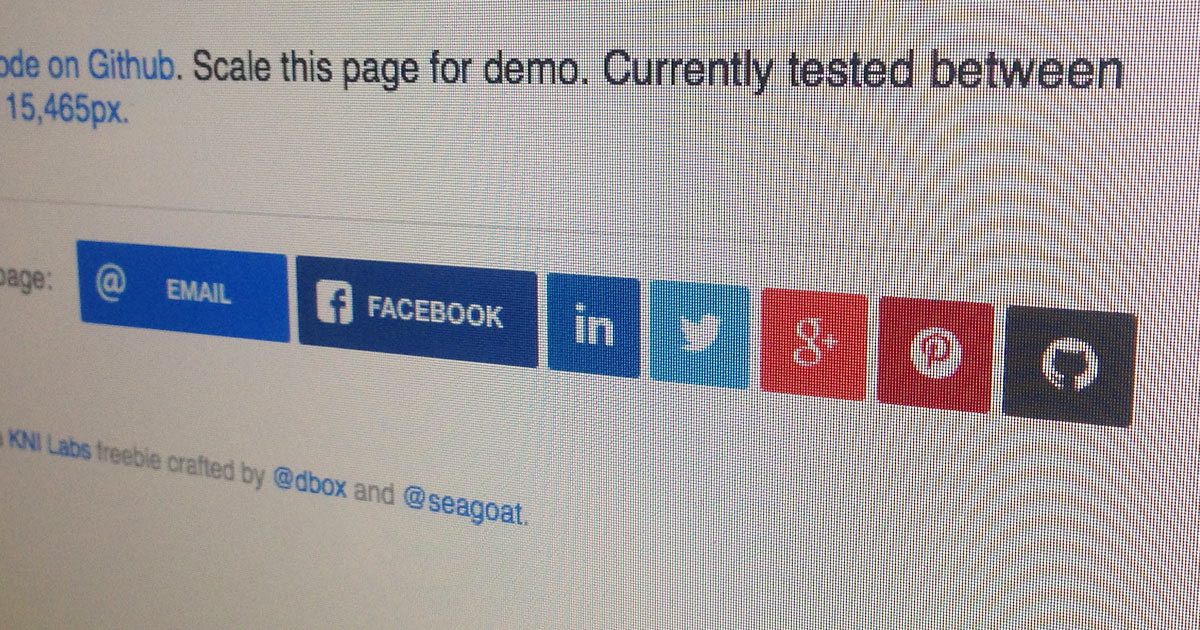 ode on Github. Scale this page for demo. Currently tested between
15,465px.
page:
@ EMAIL
f FACEBOOK
in
g+
KNI Labs freebie crafted by @dbox and @seagoat.